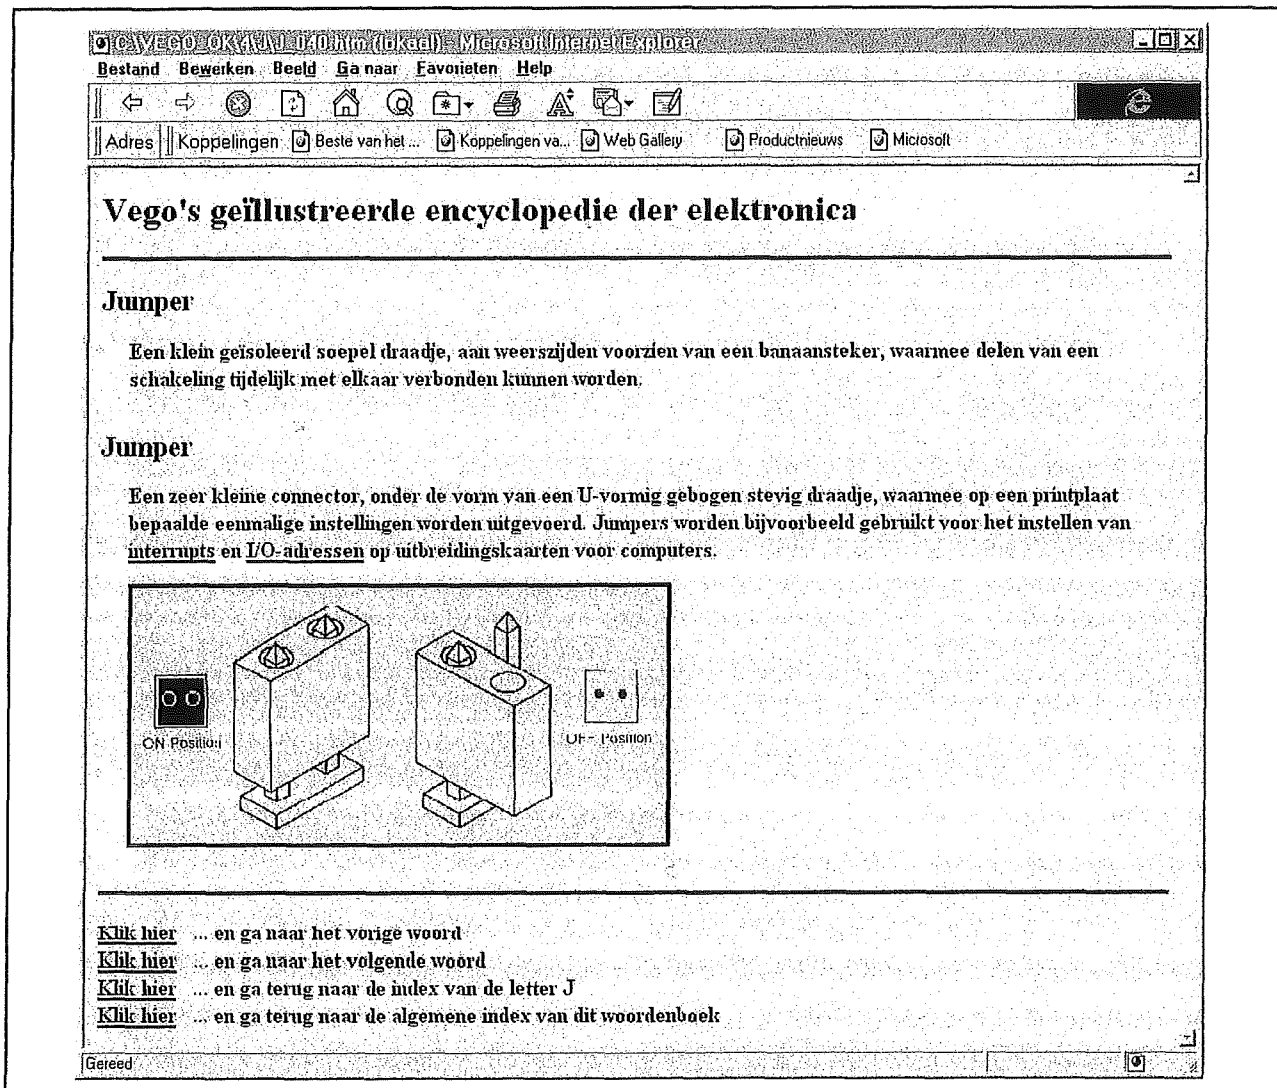 C:\VEGO_OK\4\J\J_040.htm (lokaal) - Microsoft Internet Explorer
Bestand Bewerken Beeld Ga naar Favorieten Help
Adres Koppelingen Beste van het ... Koppelingen va... Web Gallery Productnieuws Microsoft
Vego's geïllustreerde encyclopedie der elektronica
Jumper
Een klein geïsoleerd soepel draadje, aan weerszijden voorzien van een banaansteker, waarmee delen van een
schakeling tijdelijk met elkaar verbonden kunnen worden.
Jumper
Een zeer kleine connector, onder de vorm van een U-vormig gebogen stevig draadje, waarmee op een printplaat
bepaalde eenmalige instellingen worden uitgevoerd. Jumpers worden bijvoorbeeld gebruikt voor het instellen van
interrupts en I/O-adressen op uitbreidingskaarten voor computers.
ON Position
OFF Position
Klik hier ... en ga naar het vorige woord
Klik hier ... en ga naar het volgende woord
Klik hier ... en ga terug naar de index van de letter J
Klik hier ... en ga terug naar de algemene index van dit woordenboek
Gereed